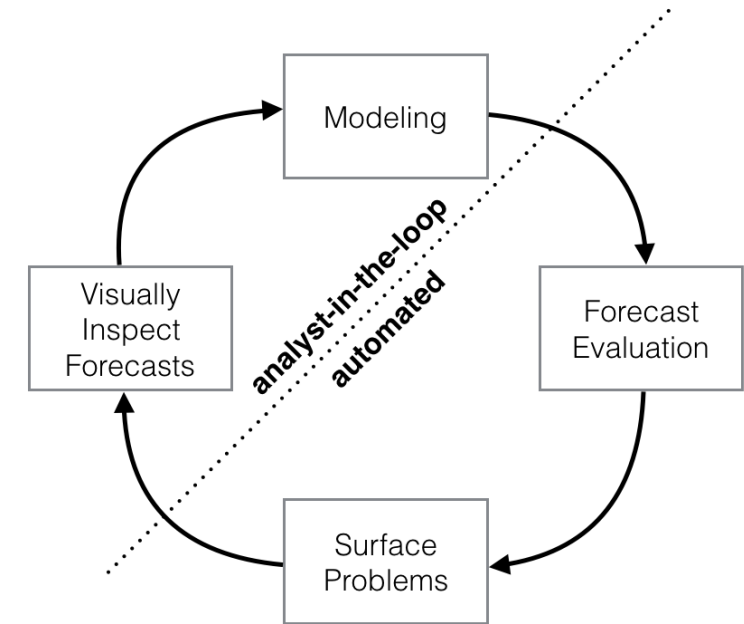 Modeling
analyst-in-the-loop
automated
Visually
Inspect
Forecasts
Forecast
Evaluation
Surface
Problems